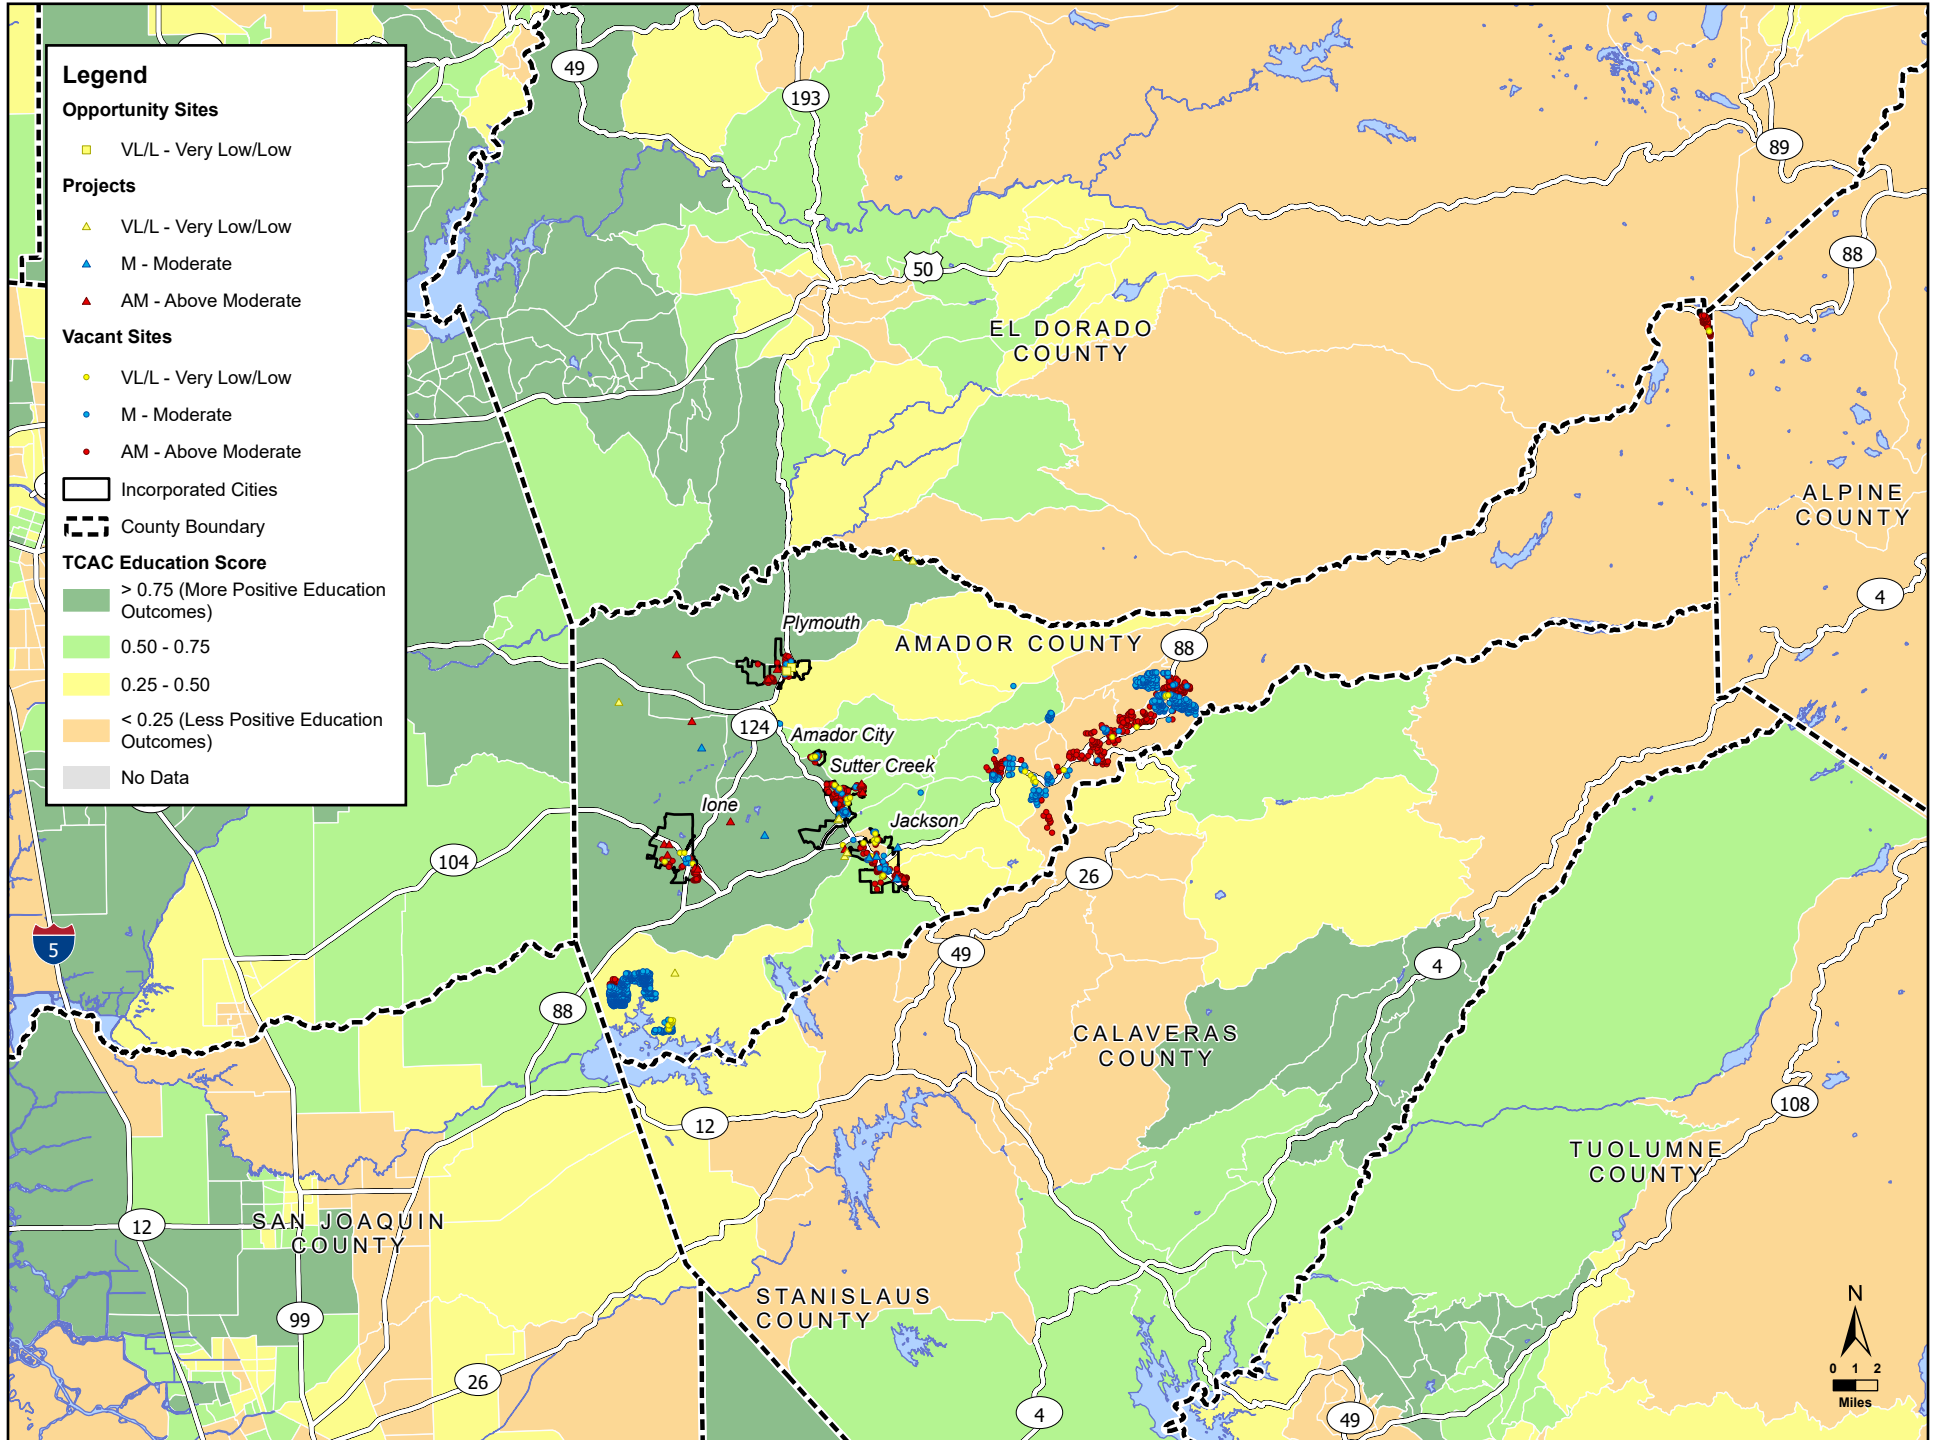 Legend
Opportunity Sites
VL/L - Very Low/Low
Projects
VL/L - Very Low/Low
M - Moderate
AM - Above Moderate
Vacant Sites
VL/L - Very Low/Low
M - Moderate
AM - Above Moderate
Incorporated Cities
County Boundary
TCAC Education Score
> 0.75 (More Positive Education
Outcomes)
0.50 - 0.75
0.25 - 0.50
< 0.25 (Less Positive Education
Outcomes)
No Data
49
193
89
88
50
EL DORADO
COUNTY
ALPINE
COUNTY
4
Plymouth
AMADOR COUNTY
88
124
Amador City
Sutter Creek
Ione
Jackson
104
26
5
49
4
88
CALAVERAS
COUNTY
108
12
TUOLUMNE
COUNTY
12
SAN JOAQUIN
COUNTY
STANISLAUS
COUNTY
99
26
4
49
N
0 1 2
Miles